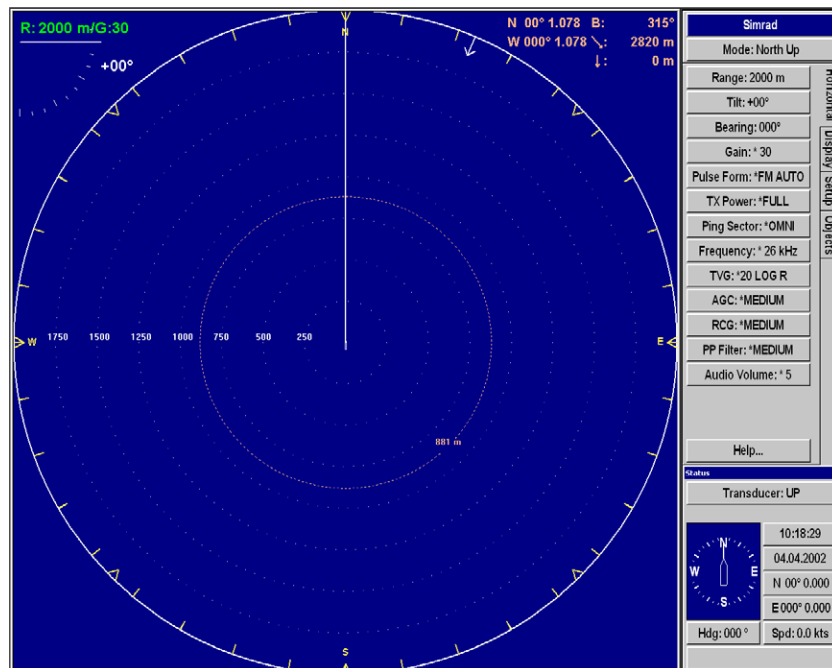 R: 2000 m/G:30
+00°
N 00° 1.078 B: 315°
W 000° 1.078 ↘: 2820 m
↓: 0 m
N
W
1750 1500 1250 1000 750 500 250
E
881 m
S
Simrad
Mode: North Up
Range: 2000 m
Tilt: +00°
Bearing: 000°
Gain: * 30
Pulse Form: *FM AUTO
TX Power: *FULL
Ping Sector: *OMNI
Frequency: * 26 kHz
TVG: *20 LOG R
AGC: *MEDIUM
RCG: *MEDIUM
PP Filter: *MEDIUM
Audio Volume: * 5
Help...
Horizontal
Display
Setup
Objects
Status
Transducer: UP
N
W E
S
10:18:29
04.04.2002
N 00° 0.000
E 000° 0.000
Hdg: 000 °
Spd: 0.0 kts